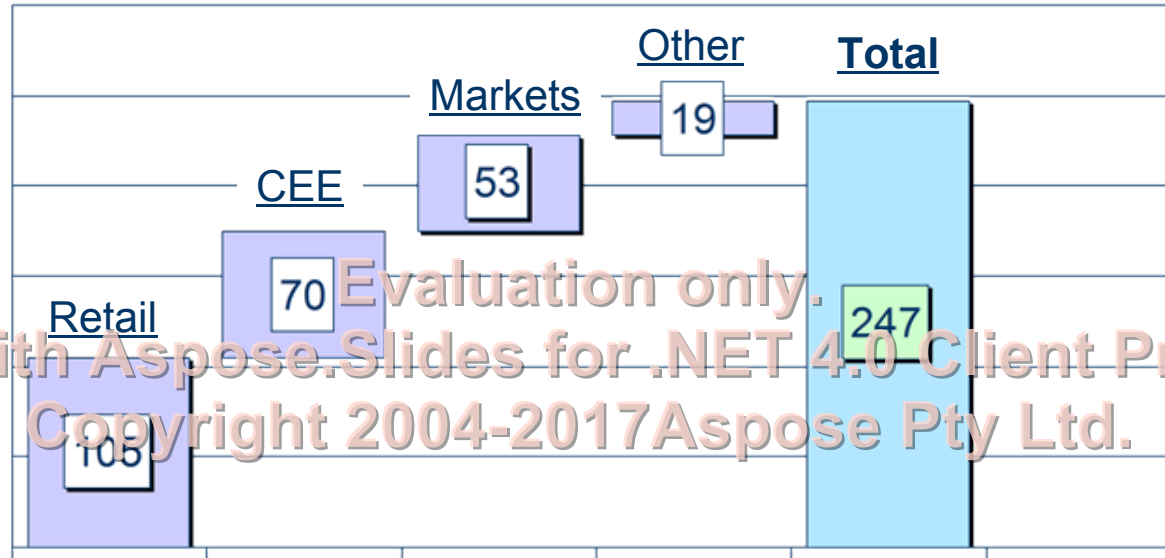 Other
Total
Markets
19
53
CEE
70
Evaluation only.
Retail
247
ith Aspose.Slides for .NET 4.0 Client Pr
Copyright 2004-2017Aspose Pty Ltd.
105